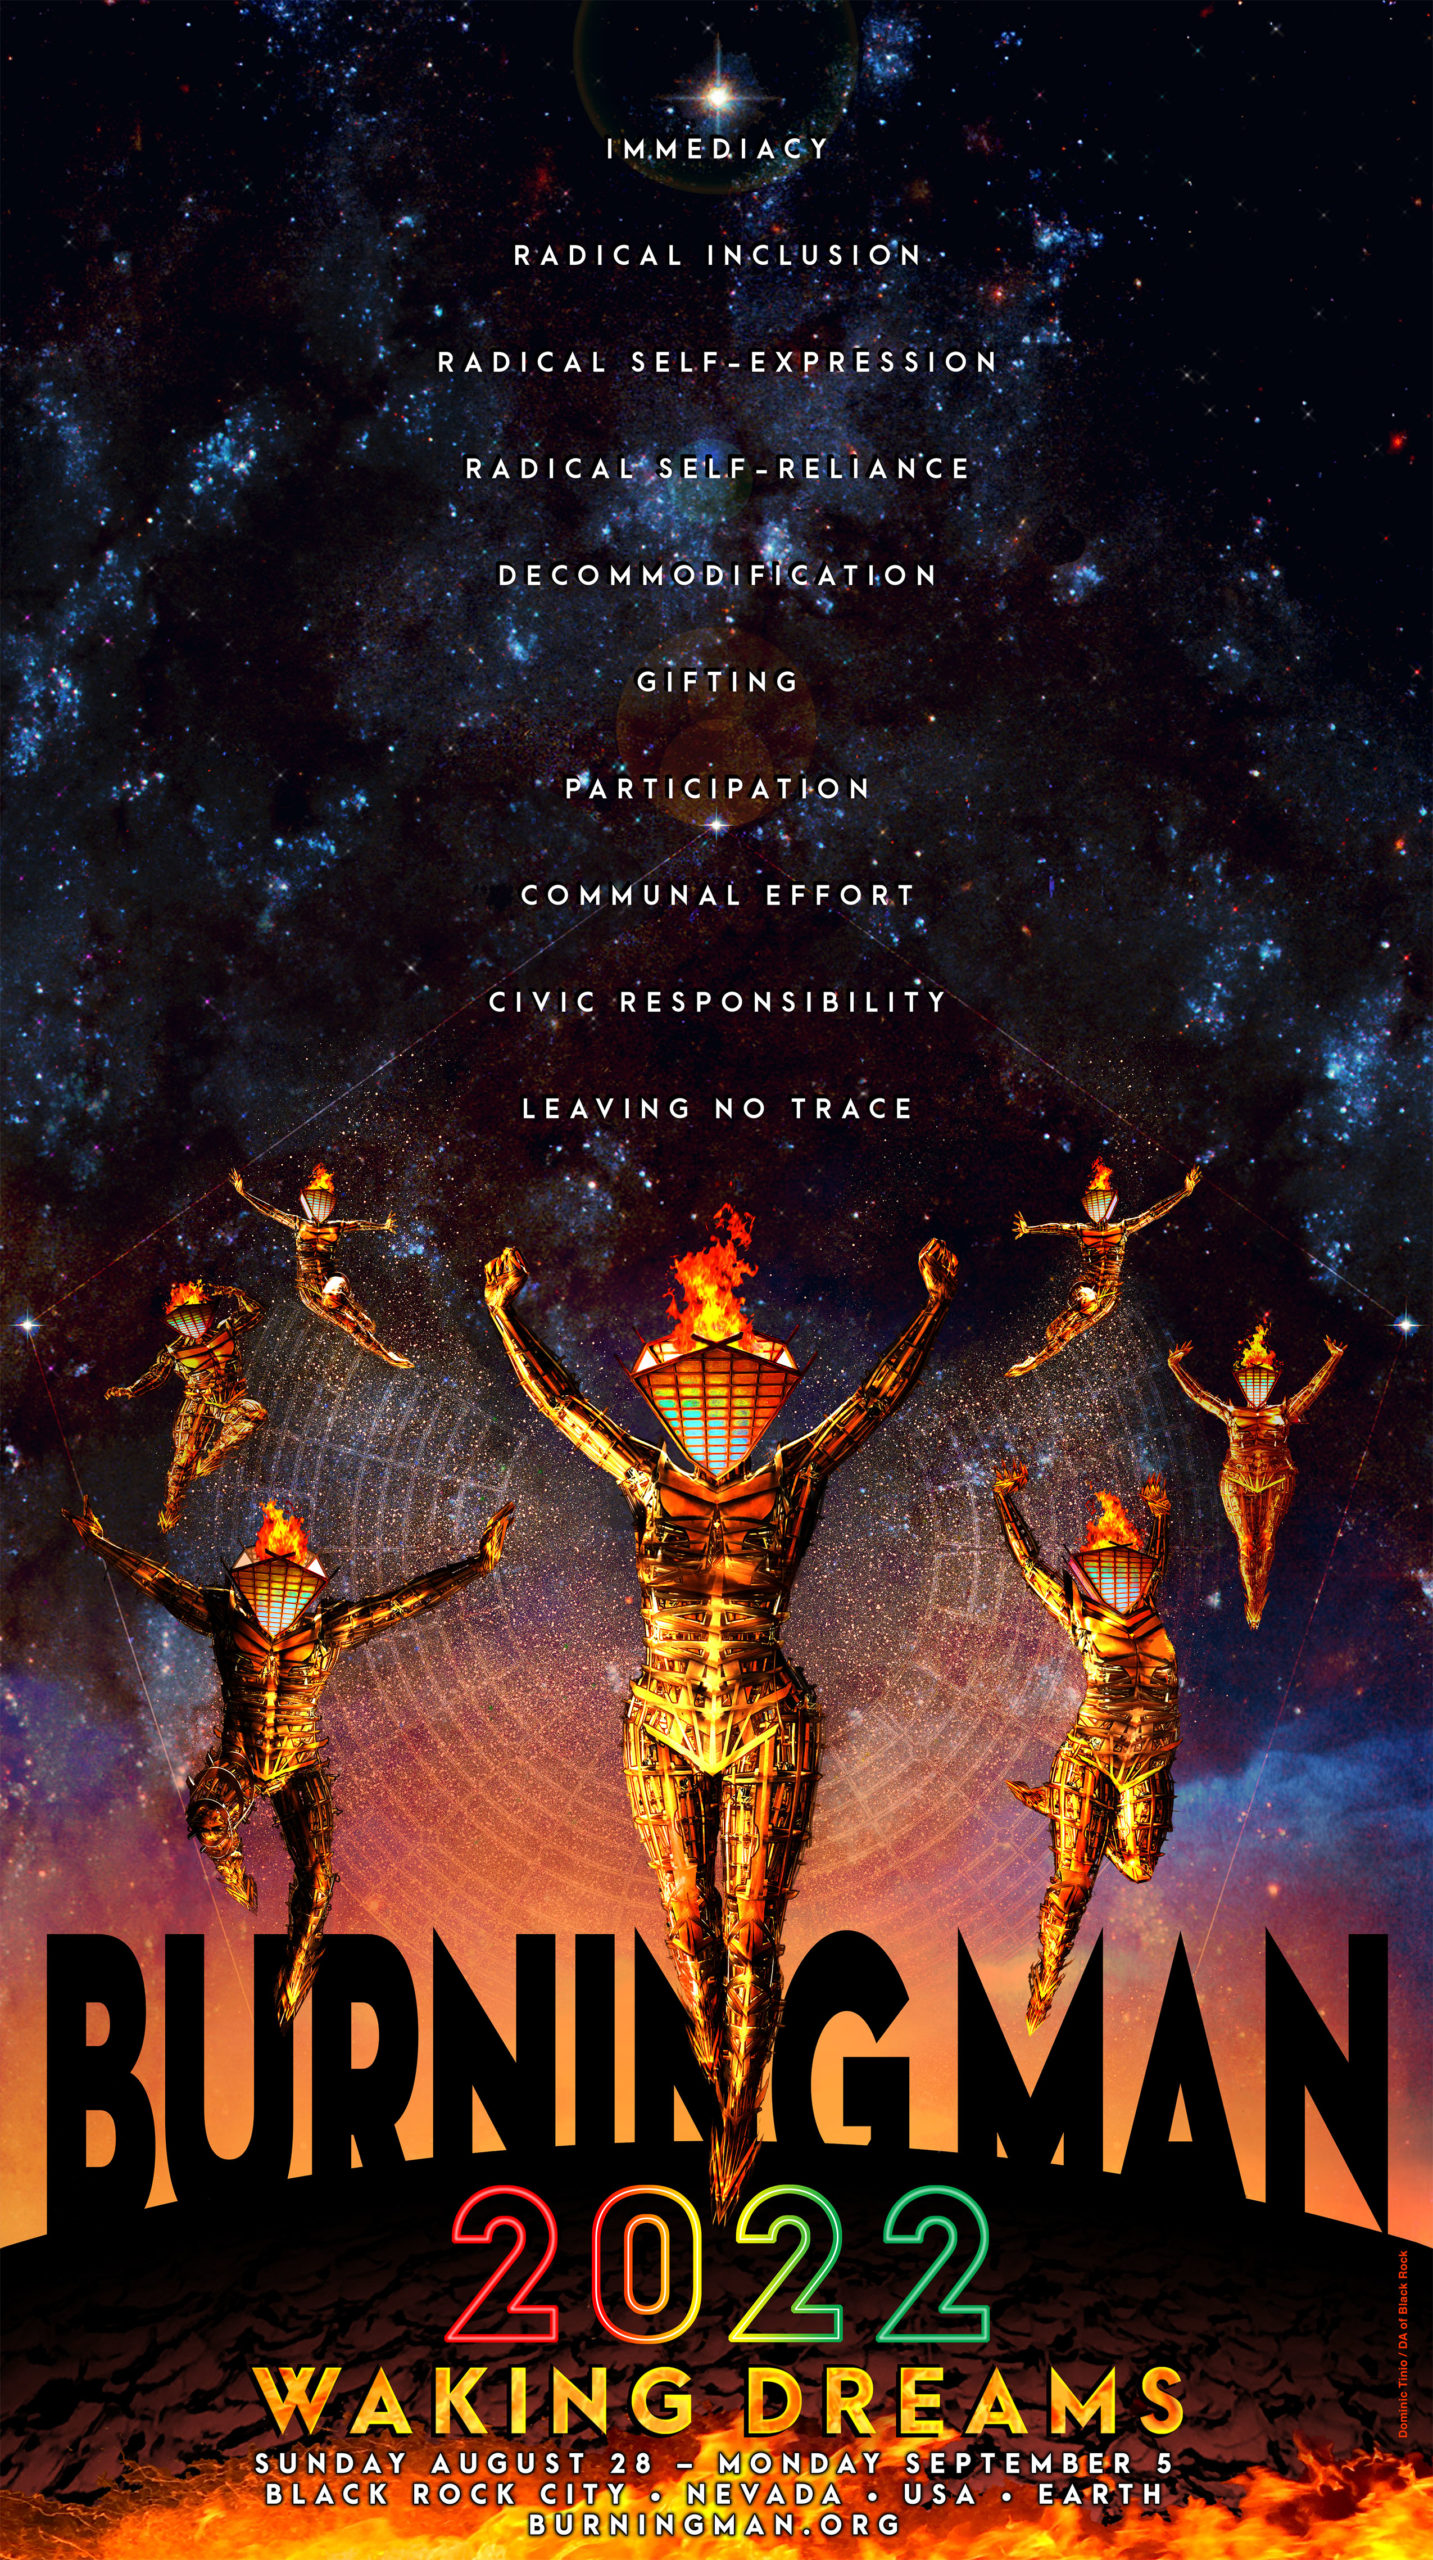 IMMEDIACY
RADICAL INCLUSION
RADICAL SELF-EXPRESSION
RADICAL SELF-RELIANCE
DECOMMODIFICATION
GIFTING
PARTICIPATION
COMMUNAL EFFORT
CIVIC RESPONSIBILITY
LEAVING NO TRACE
BURNING MAN
2022
WAKING DREAMS
SUNDAY AUGUST 28 – MONDAY SEPTEMBER 5
BLACK ROCK CITY • NEVADA • USA • EARTH
BURNINGMAN.ORG
Dominic Tinio / DA of Black Rock